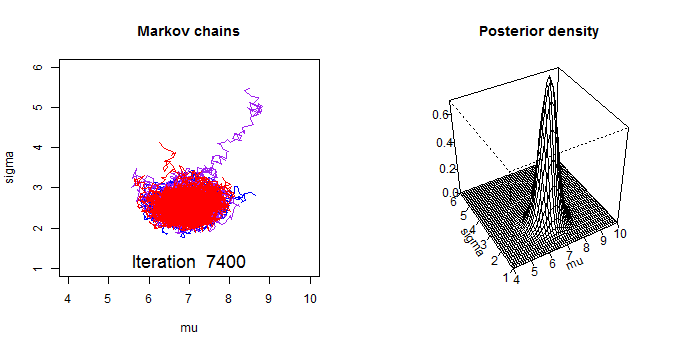 Markov chains
6
5
4
3
2
1
sigma
Iteration 7400
4 5 6 7 8 9 10
mu
Posterior density
0.6
0.4
0.2
0.0
6
5
4
3
2
1
sigma
4 5 6 7 8 9 10
mu